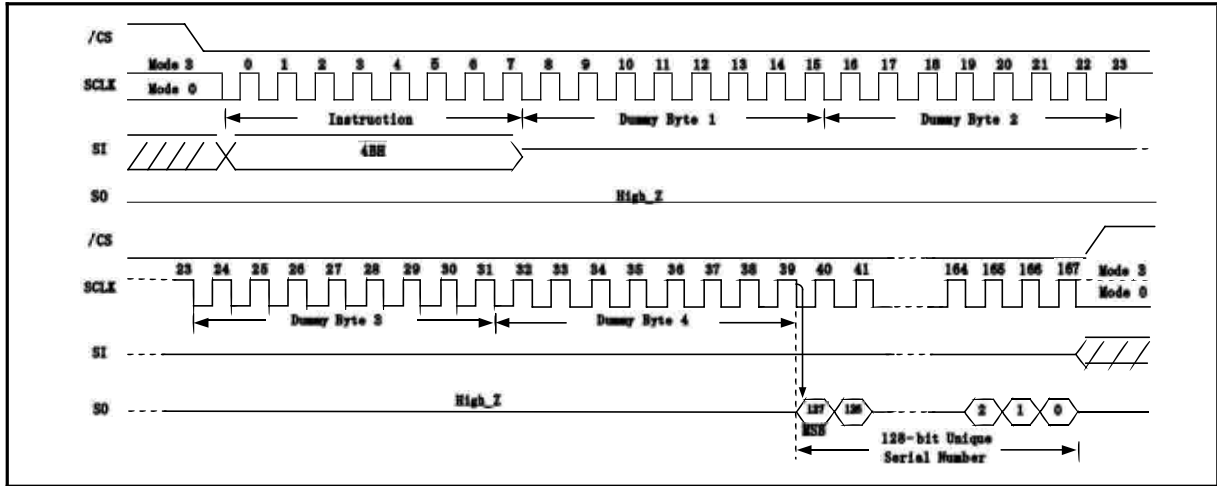 /CS
Mode 3 0 1 2 3 4 5 6 7 8 9 10 11 12 13 14 15 16 17 18 19 20 21 22 23
SCLK Mode 0
Instruction Dummy Byte 1 Dummy Byte 2
SI 4BH
SO High_Z
/CS
23 24 25 26 27 28 29 30 31 32 33 34 35 36 37 38 39 40 41 164 165 166 167 Mode 3
SCLK Mode 0
Dummy Byte 3 Dummy Byte 4
SI
SO High_Z 127 126 2 1 0
MSB 128-bit Unique
Serial Number